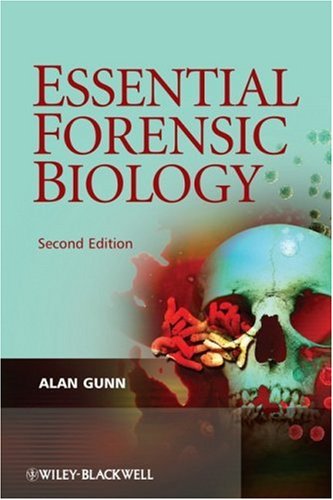 ESSENTIAL
FORENSIC
BIOLOGY
Second Edition
ALAN GUNN
WILEY-BLACKWELL